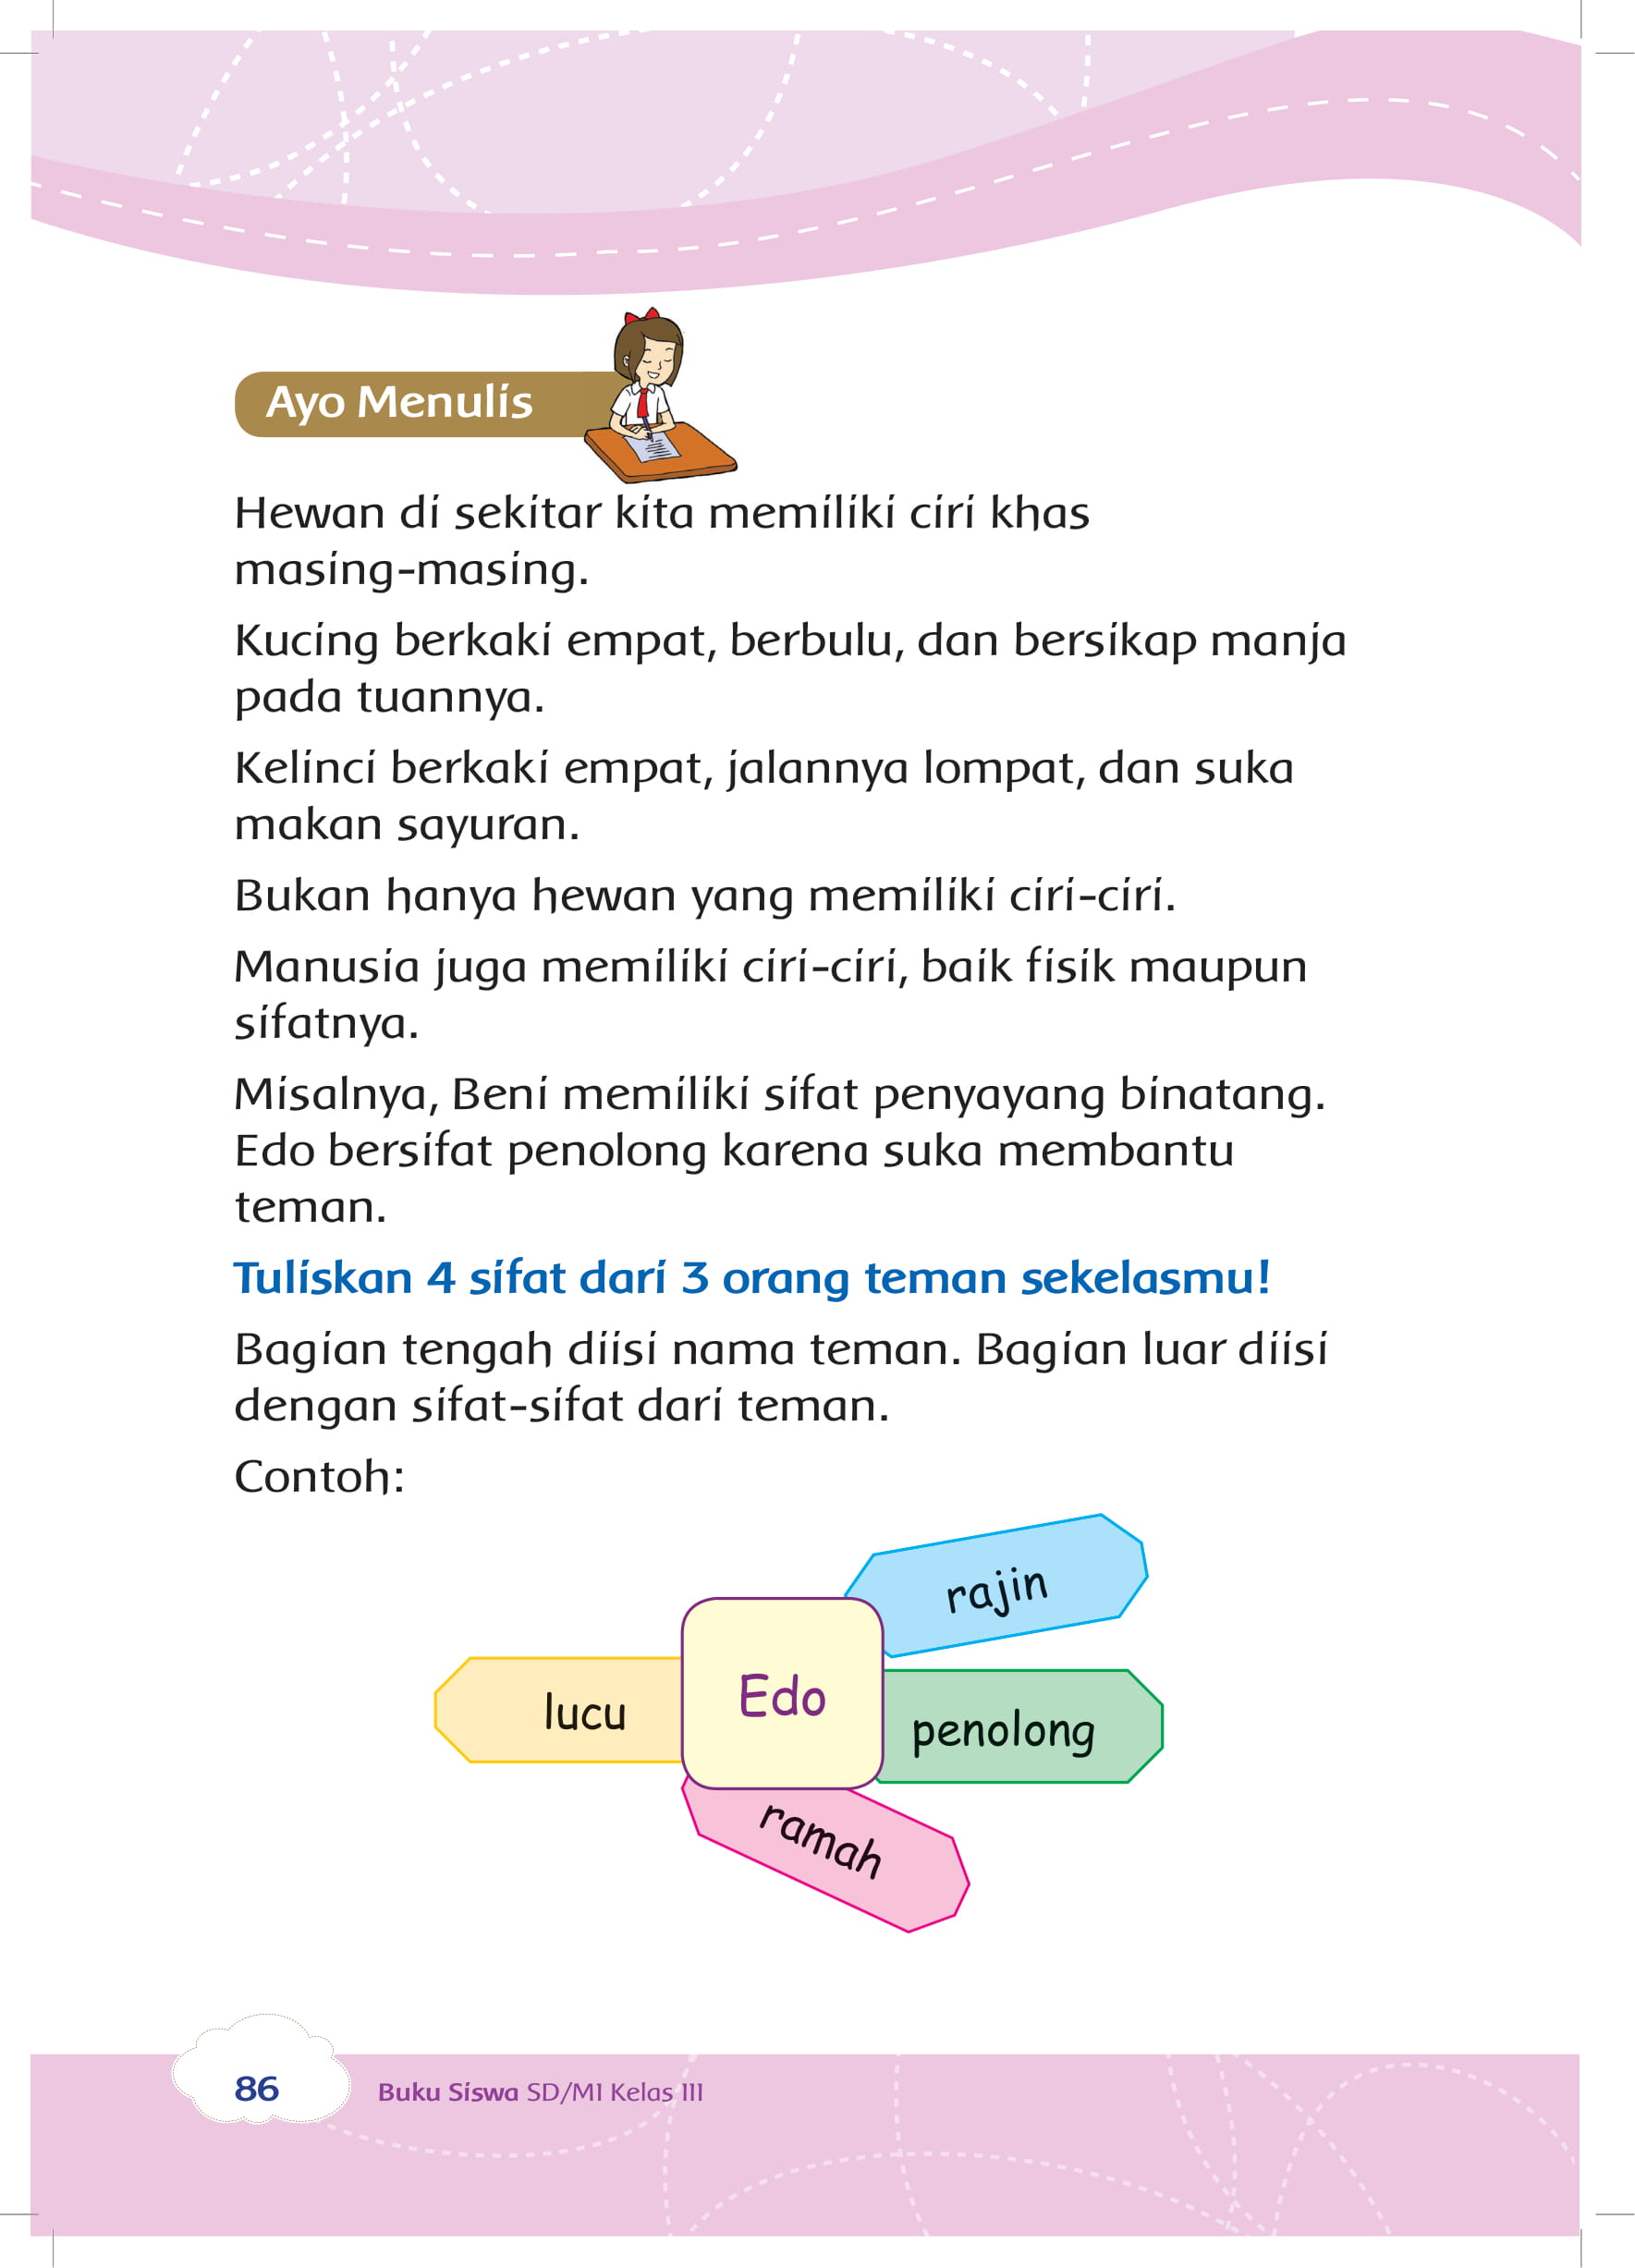 Ayo Menulis
Hewan di sekitar kita memiliki ciri khas
masing-masing.
Kucing berkaki empat, berbulu, dan bersikap manja
pada tuannya.
Kelinci berkaki empat, jalannya lompat, dan suka
makan sayuran.
Bukan hanya hewan yang memiliki ciri-ciri.
Manusia juga memiliki ciri-ciri, baik fisik maupun
sifatnya.
Misalnya, Beni memiliki sifat penyayang binatang.
Edo bersifat penolong karena suka membantu
teman.
Tuliskan 4 sifat dari 3 orang teman sekelasmu!
Bagian tengah diisi nama teman. Bagian luar diisi
dengan sifat-sifat dari teman.
Contoh:
rajin
lucu
Edo
penolong
ramah
86
Buku Siswa SD/MI Kelas III